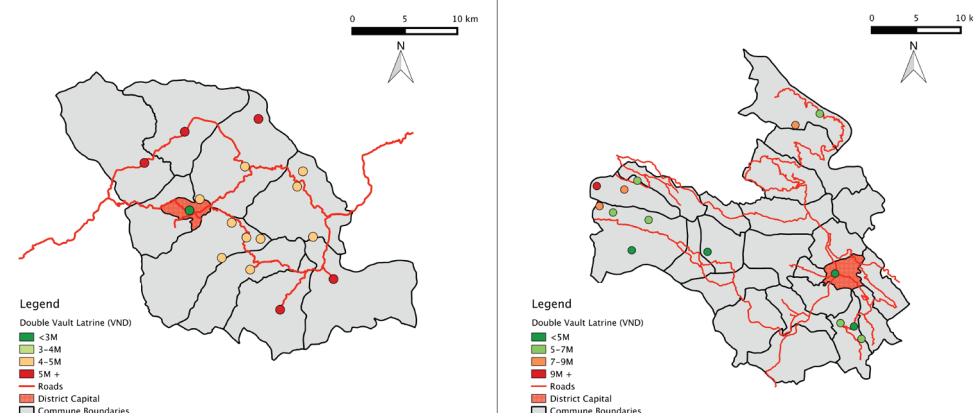 0 5 10 km
N
Legend
Double Vault Latrine (VND)
<3M
3-4M
4-5M
5M +
Roads
District Capital
Commune Boundaries
0 5 10 k
N
Legend
Double Vault Latrine (VND)
<5M
5-7M
7-9M
9M +
Roads
District Capital
Commune Boundaries